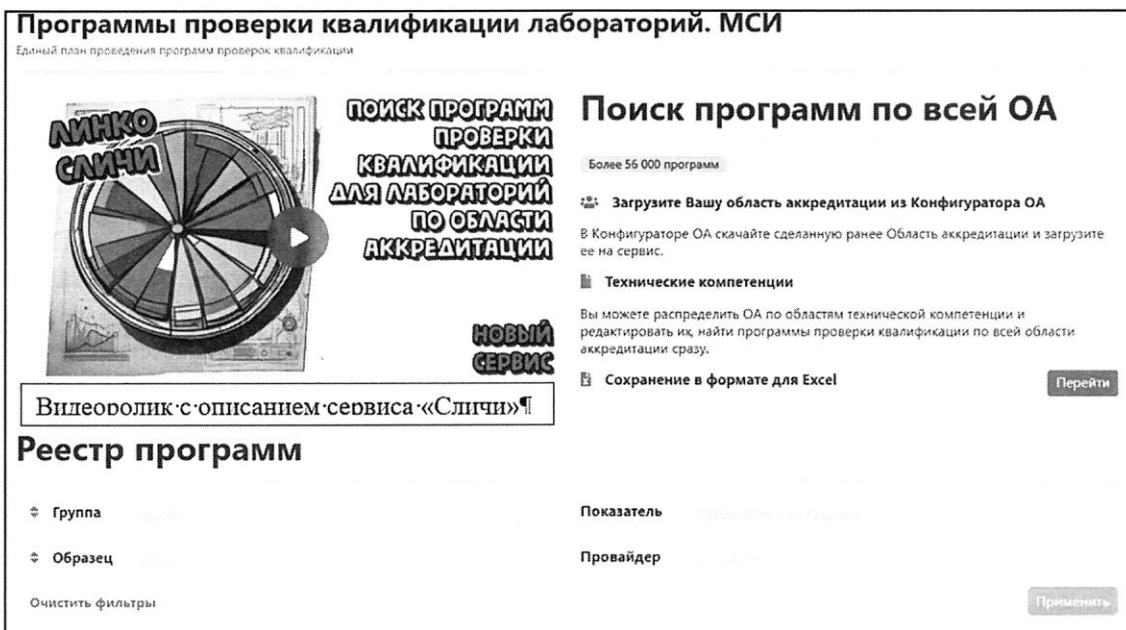 Программы проверки квалификации лабораторий. МСИ
Единый план проведения программ проверок квалификации
ЛИНКО
СЛИЧИ
ПОИСК ПРОГРАММ
ПРОВЕРКИ
КВАЛИФИКАЦИИ
ДЛЯ ЛАБОРАТОРИЙ
ПО ОБЛАСТИ
АККРЕДИТАЦИИ
НОВЫЙ
СЕРВИС
Видеоролик·с·описанием·сервиса·«Сличи»¶
Поиск программ по всей ОА
Более 56 000 программ
Загрузите Вашу область аккредитации из Конфигуратора ОА
В Конфигураторе ОА скачайте сделанную ранее Область аккредитации и загрузите
ее на сервис.
Технические компетенции
Вы можете распределить ОА по областям технической компетенции и
редактировать их, найти программы проверки квалификации по всей области
аккредитации сразу.
Сохранение в формате для Excel
Перейти
Реестр программ
Группа
Показатель
Образец
Провайдер
Очистить фильтры
Применить